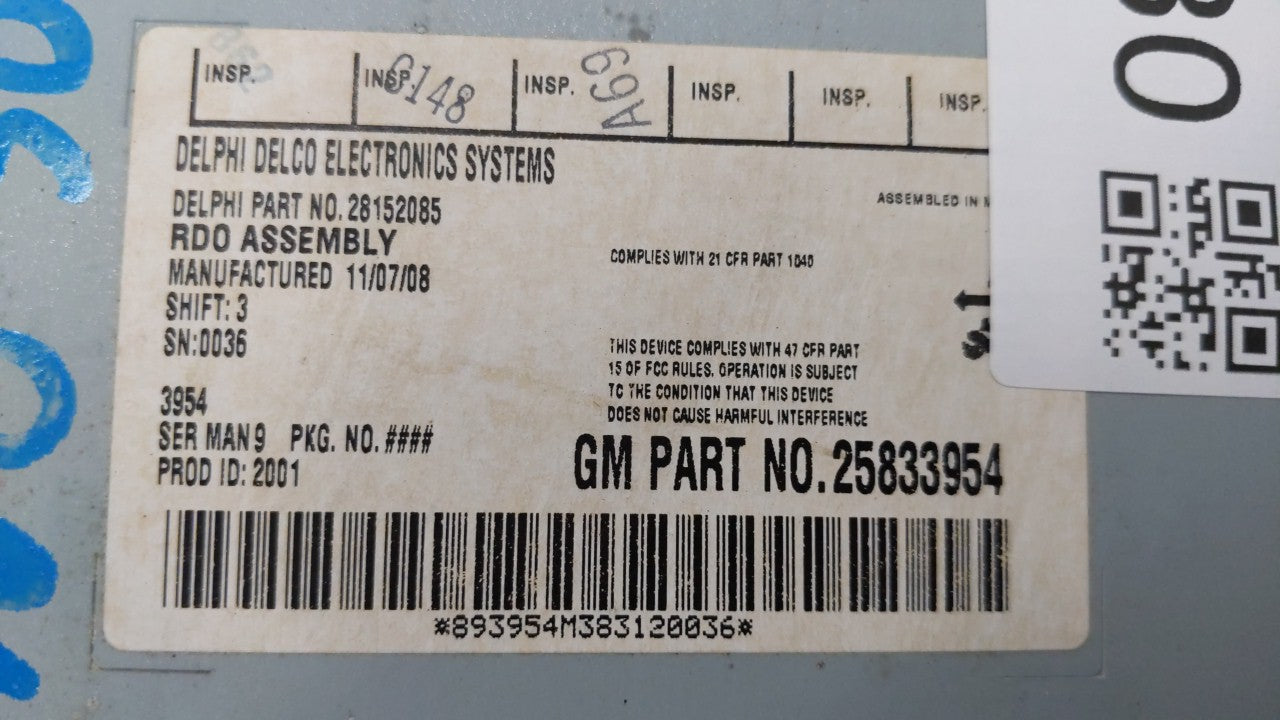 INSP. INSP. INSP. INSP. INSP. INSP.
G148
A69
DELPHI DELCO ELECTRONICS SYSTEMS
DELPHI PART NO. 28152085
RDO ASSEMBLY
MANUFACTURED 11/07/08
SHIFT: 3
SN:0036
3954
SER MAN 9 PKG. NO. ####
PROD ID: 2001
ASSEMBLED IN
COMPLIES WITH 21 CFR PART 1040
THIS DEVICE COMPLIES WITH 47 CFR PART
15 OF FCC RULES. OPERATION IS SUBJECT
TO THE CONDITION THAT THIS DEVICE
DOES NOT CAUSE HARMFUL INTERFERENCE
GM PART NO.25833954
*893954M383120036*
80